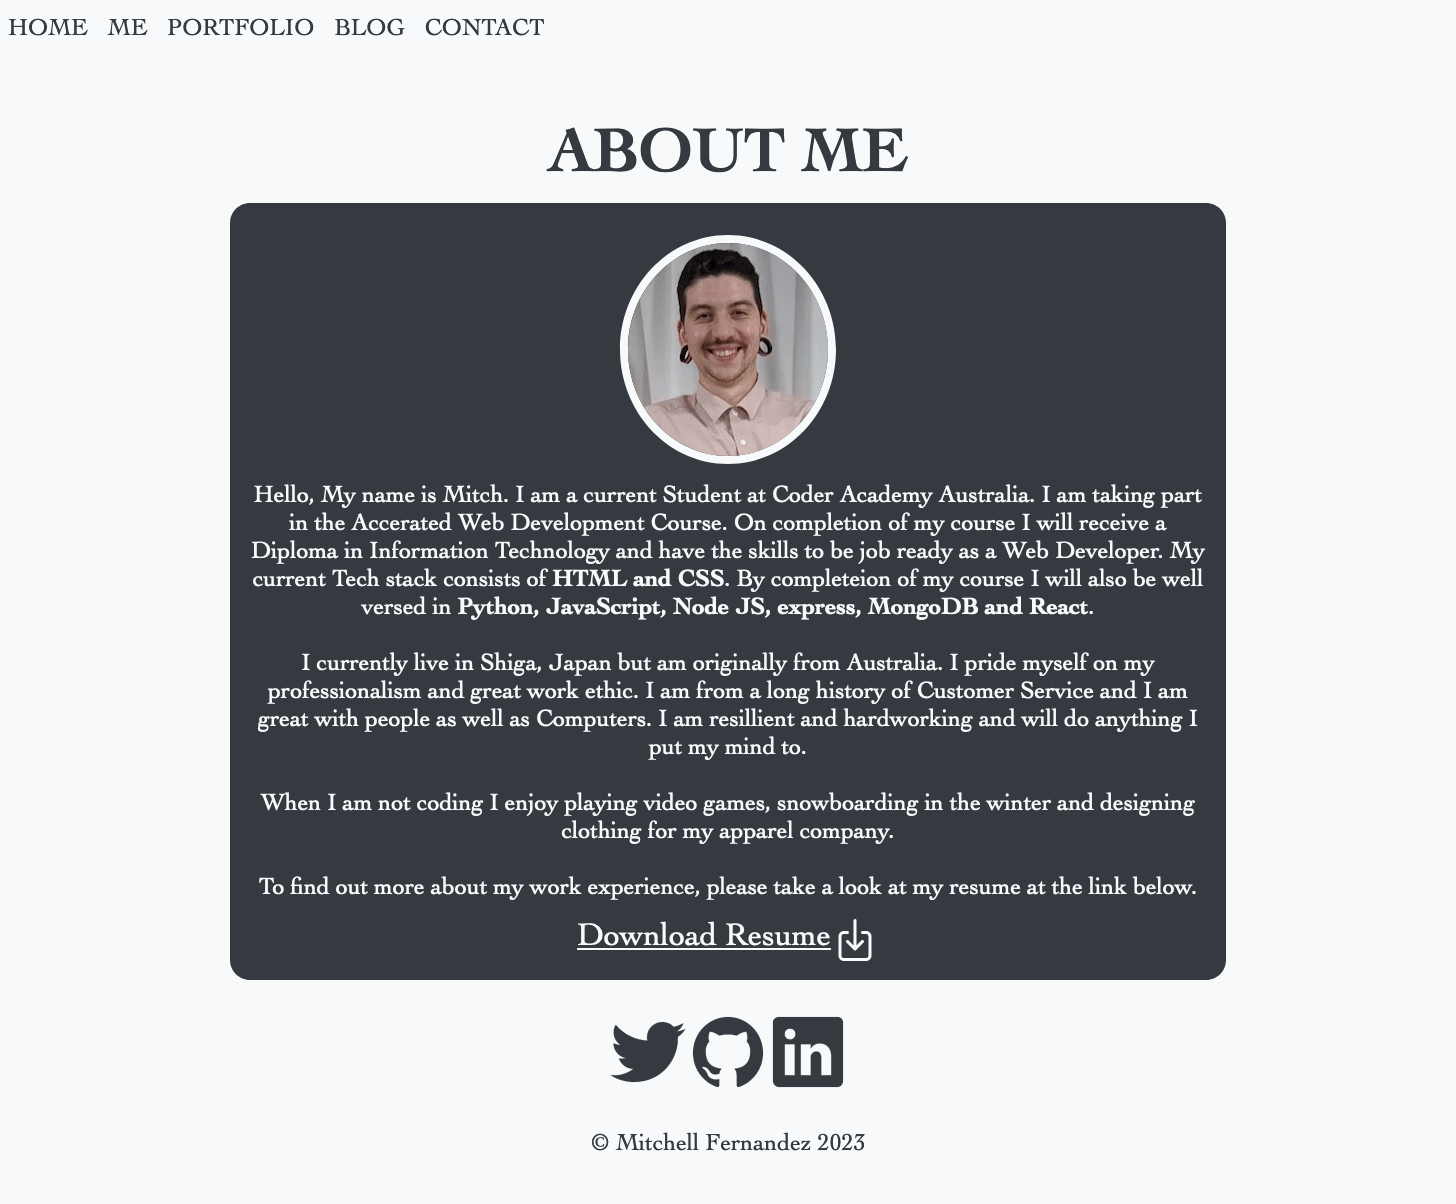 HOME ME PORTFOLIO BLOG CONTACT
ABOUT ME
Hello, My name is Mitch. I am a current Student at Coder Academy Australia. I am taking part
in the Accerated Web Development Course. On completion of my course I will receive a
Diploma in Information Technology and have the skills to be job ready as a Web Developer. My
current Tech stack consists of HTML and CSS. By completeion of my course I will also be well
versed in Python, JavaScript, Node JS, express, MongoDB and React.
I currently live in Shiga, Japan but am originally from Australia. I pride myself on my
professionalism and great work ethic. I am from a long history of Customer Service and I am
great with people as well as Computers. I am resillient and hardworking and will do anything I
put my mind to.
When I am not coding I enjoy playing video games, snowboarding in the winter and designing
clothing for my apparel company.
To find out more about my work experience, please take a look at my resume at the link below.
Download Resume
in
© Mitchell Fernandez 2023